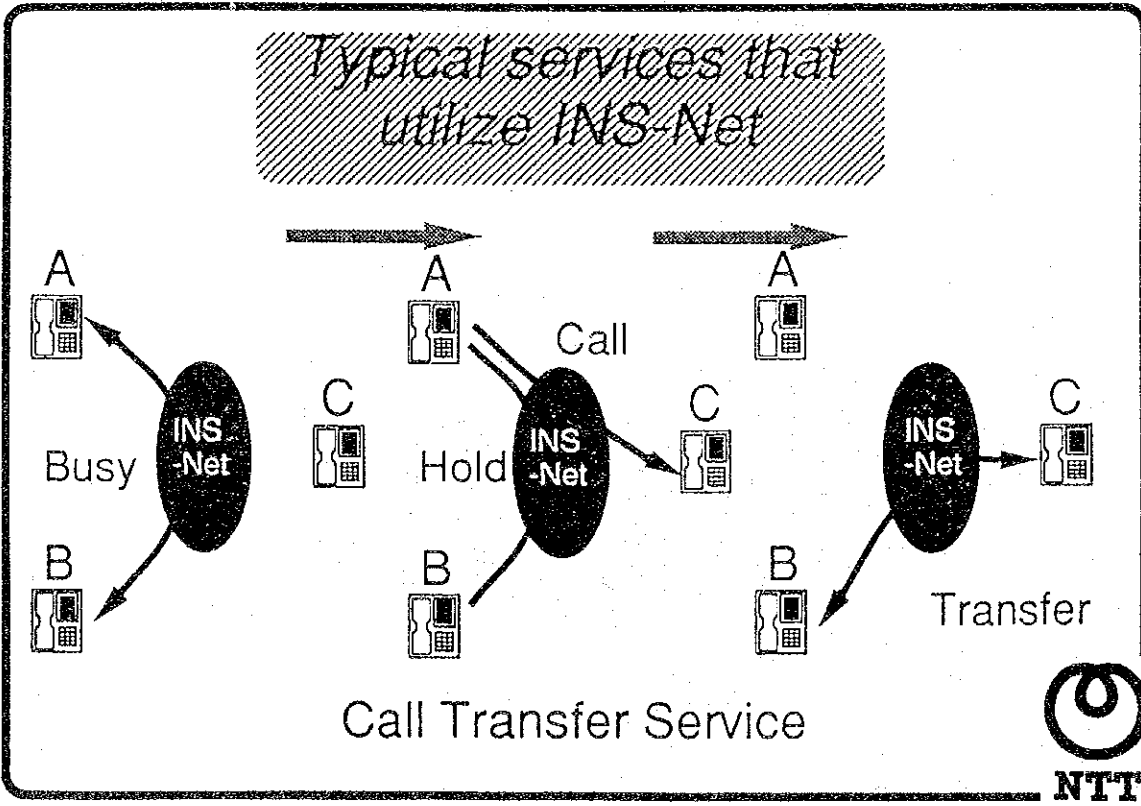 Typical services that
utilize INS-Net
A
Busy
INS
-Net
B
C
A
Call
Hold
INS
-Net
B
C
A
INS
-Net
B
C
Transfer
Call Transfer Service
NTT